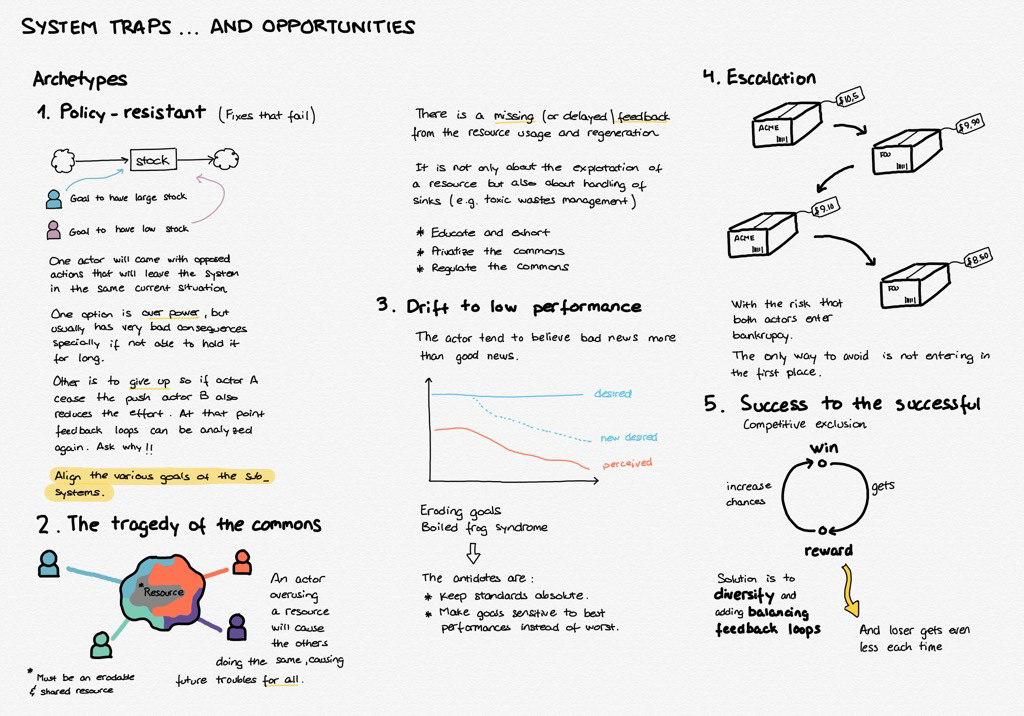 SYSTEM TRAPS ... AND OPPORTUNITIES
Archetypes
1. Policy - resistant (Fixes that fail)
stock
Goal to have large stock
Goal to have low stock
One actor will came with opposed
actions that will leave the system
in the same current situation.
One option is over power, but
usually has very bad consequences
specially if not able to hold it
for long.
Other is to give up so if actor A
cease the push actor B also
reduces the effort. At that point
feedback loops can be analyzed
again. Ask why!!
Align the various goals of the sub_
systems.
2. The tragedy of the commons
* Resource
An actor
overusing
a resource
will cause
the others
doing the same, causing
future troubles for all.
* Must be an erodable
& shared resource
There is a missing (or delayed) feedback
from the resource usage and regeneration
It is not only about the exploitation of
a resource but also about handling of
sinks (e.g. toxic wastes management)
* Educate and exhort
* Privatize the commons
* Regulate the commons
3. Drift to low performance
The actor tend to believe bad news more
than good news.
desired
new desired
perceived
Eroding goals
Boiled frog syndrome
The antidotes are:
* Keep standards absolute.
* Make goals sensitive to best
performances instead of worst.
4. Escalation
$10,5
ACME
$9,90
FOO
$9,10
ACME
$8,50
FOO
With the risk that
both actors enter
bankrupcy.
The only way to avoid is not entering in
the first place.
5. Success to the successful
Competitive exclusion
win
increase
chances
gets
reward
Solution is to
diversify and
adding balancing
feedback loops
And loser gets even
less each time